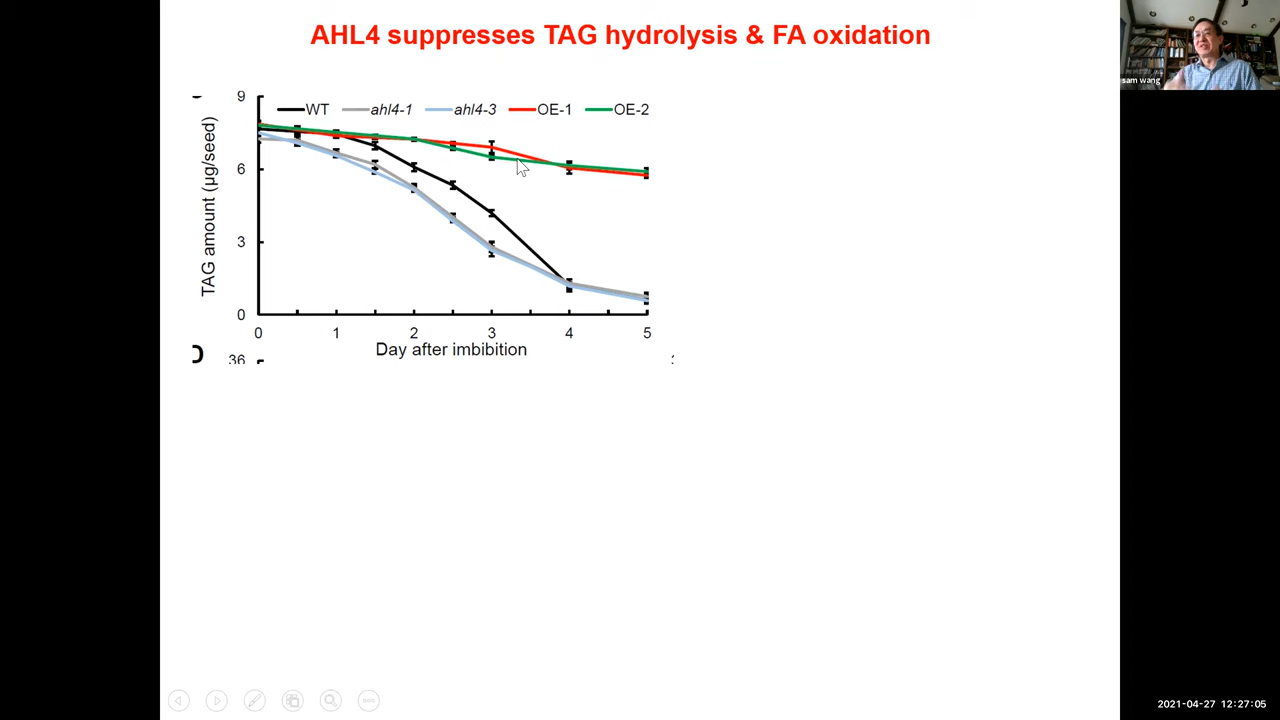 AHL4 suppresses TAG hydrolysis & FA oxidation
sam wang
9
WT ahl4-1 ahl4-3 OE-1 OE-2
6
3
0
TAG amount (µg/seed)
0 1 2 3 4 5
Day after imbibition
36
2021-04-27 12:27:05